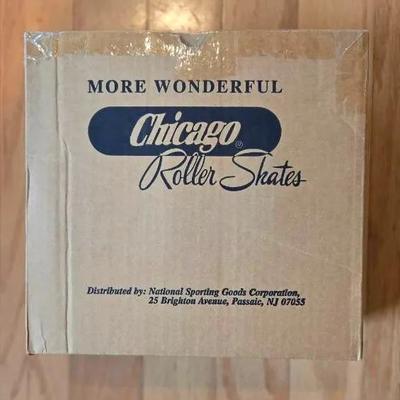 MORE WONDERFUL
Chicago®
Roller Skates
Distributed by: National Sporting Goods Corporation,
25 Brighton Avenue, Passaic, NJ 07055